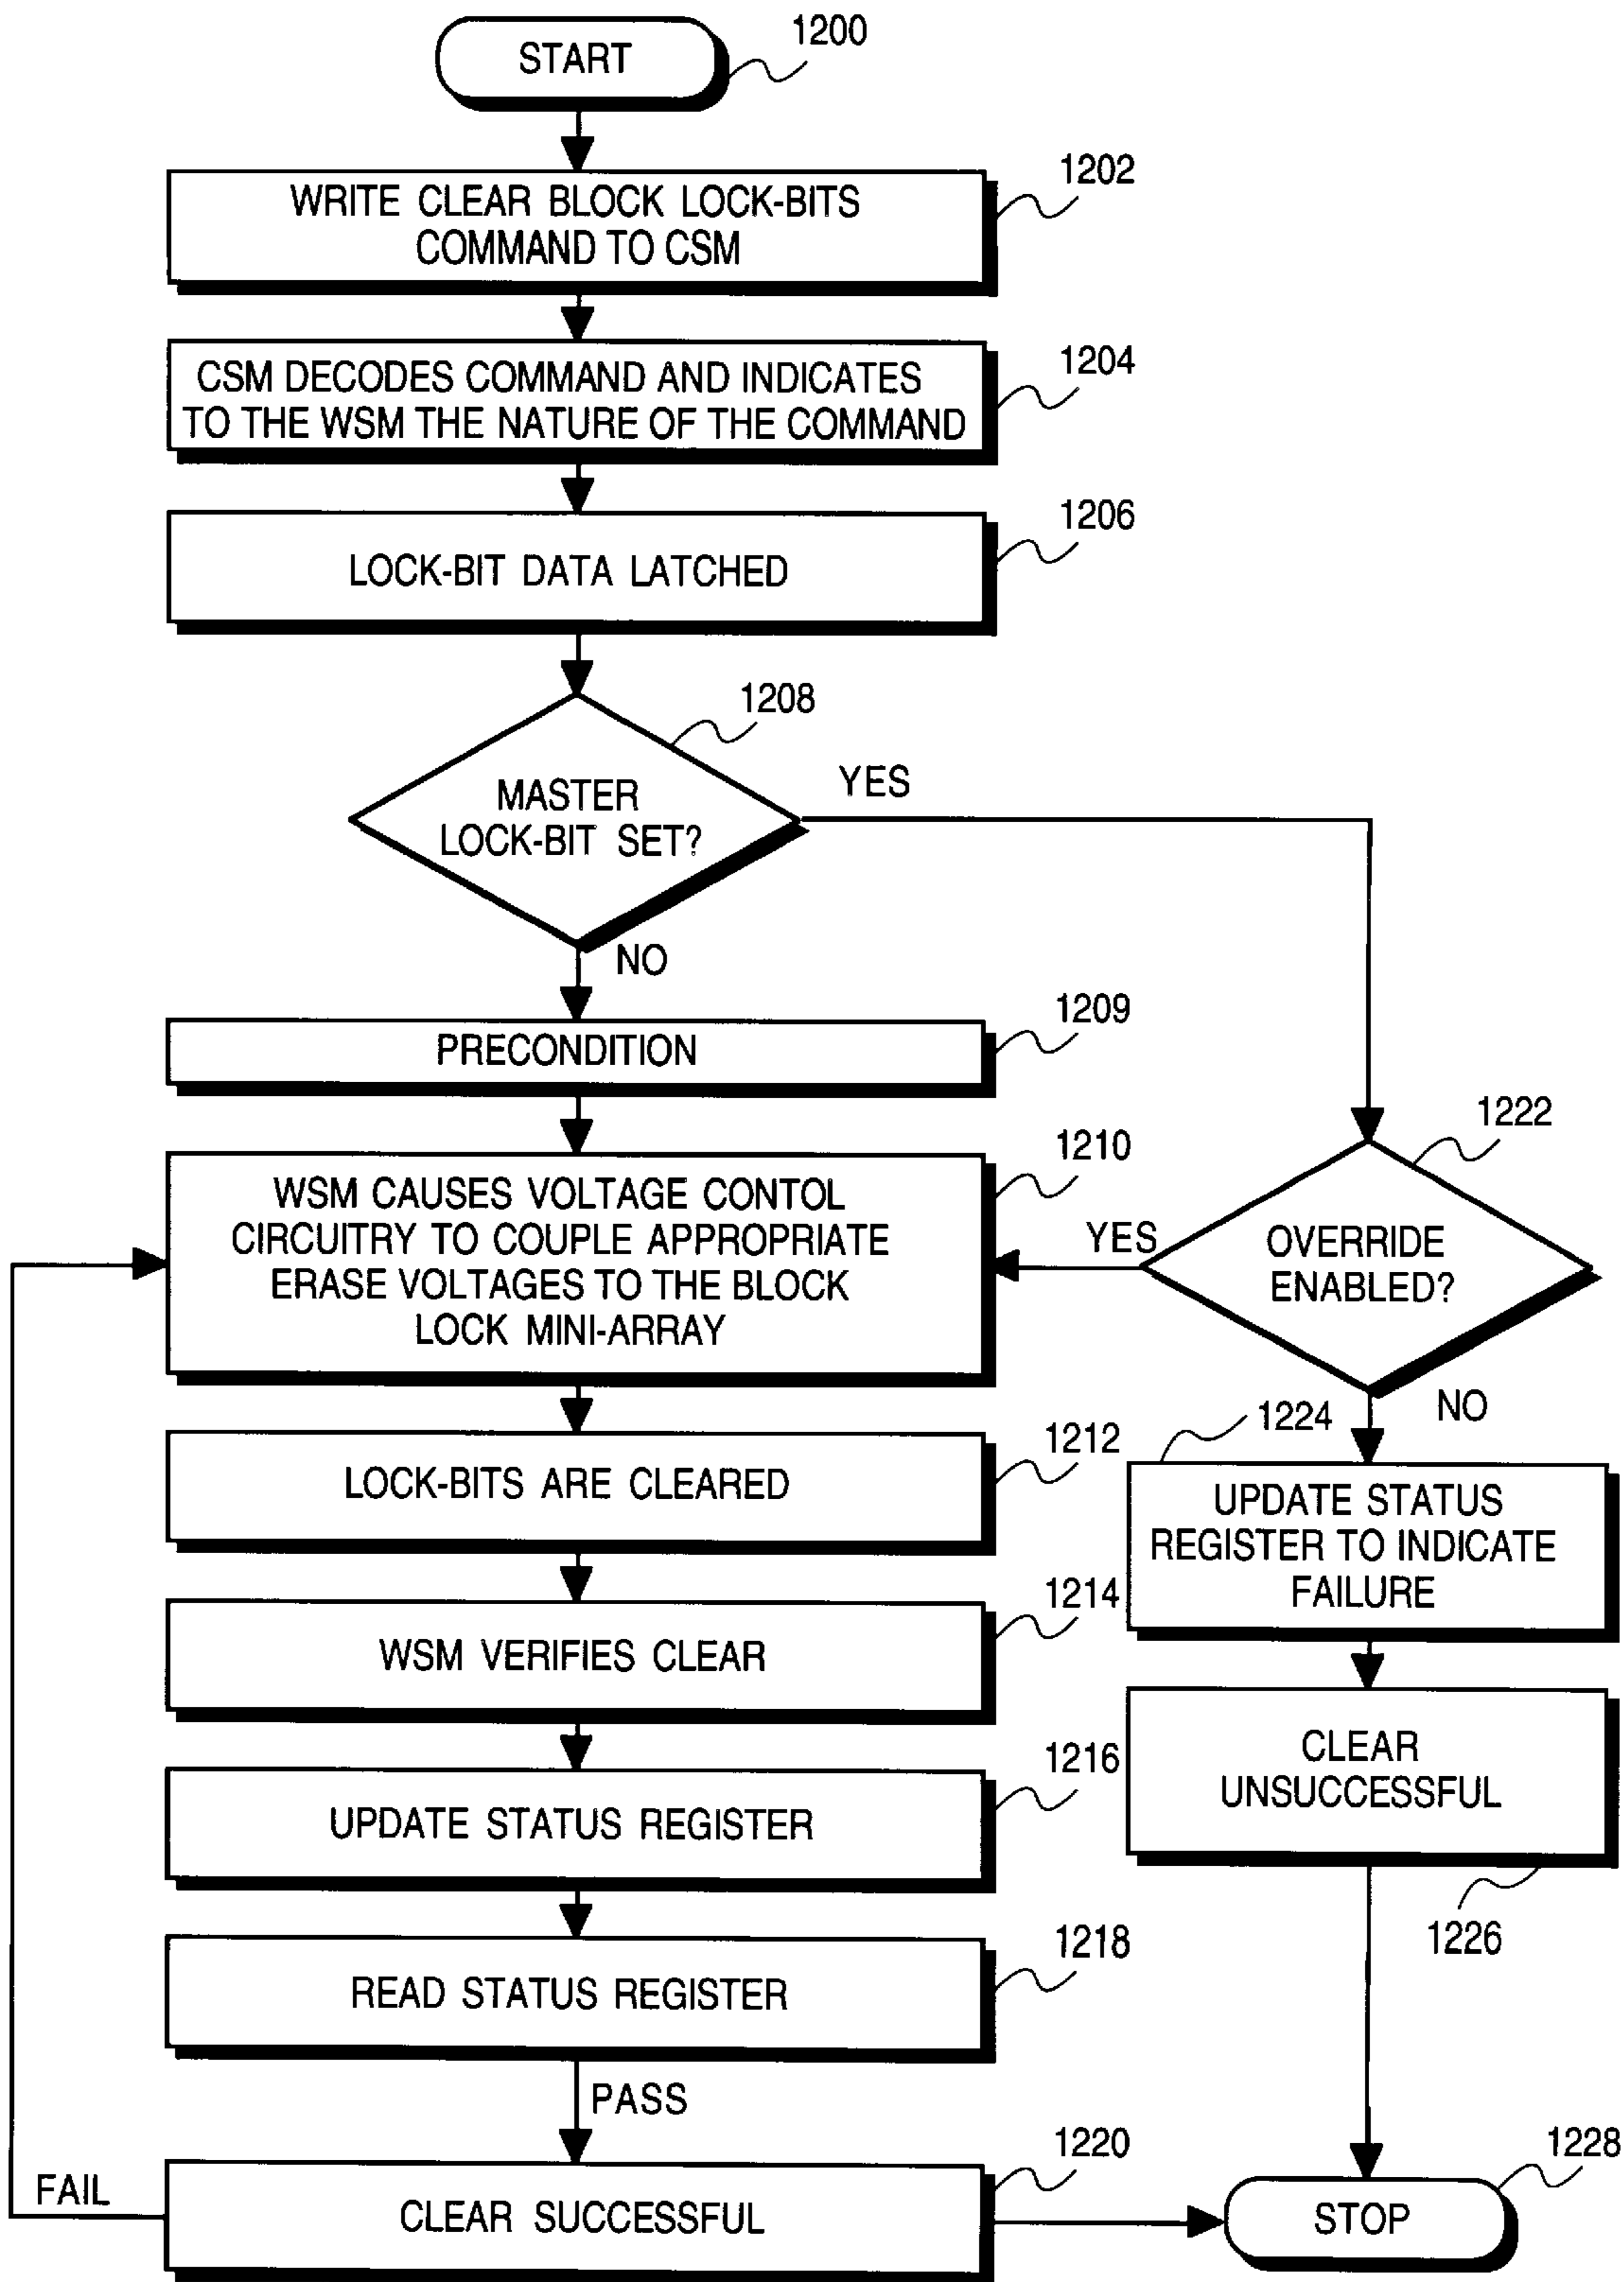 START
1200
WRITE CLEAR BLOCK LOCK-BITS
COMMAND TO CSM
1202
CSM DECODES COMMAND AND INDICATES
TO THE WSM THE NATURE OF THE COMMAND
1204
LOCK-BIT DATA LATCHED
1206
MASTER
LOCK-BIT SET?
1208
YES
NO
PRECONDITION
1209
WSM CAUSES VOLTAGE CONTOL
CIRCUITRY TO COUPLE APPROPRIATE
ERASE VOLTAGES TO THE BLOCK
LOCK MINI-ARRAY
1210
YES
OVERRIDE
ENABLED?
1222
NO
LOCK-BITS ARE CLEARED
1212
1224
UPDATE STATUS
REGISTER TO INDICATE
FAILURE
WSM VERIFIES CLEAR
1214
CLEAR
UNSUCCESSFUL
1226
UPDATE STATUS REGISTER
1216
READ STATUS REGISTER
1218
PASS
FAIL
CLEAR SUCCESSFUL
1220
STOP
1228